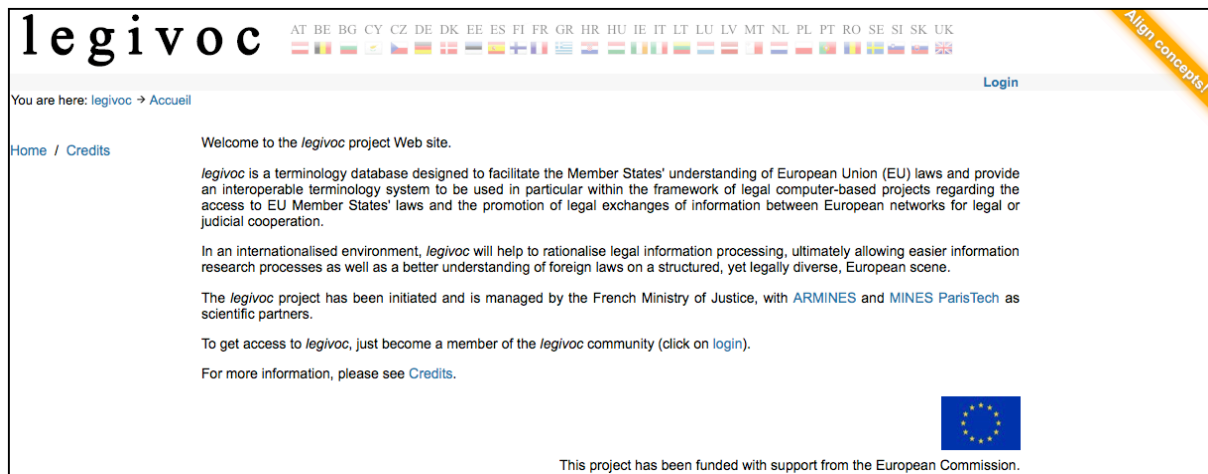 legivoc AT BE BG CY CZ DE DK EE ES FI FR GR HR HU IE IT LT LU LV MT NL PL PT RO SE SI SK UK
Align concepts!
Login
You are here: legivoc → Accueil
Home / Credits
Welcome to the legivoc project Web site.
legivoc is a terminology database designed to facilitate the Member States' understanding of European Union (EU) laws and provide
an interoperable terminology system to be used in particular within the framework of legal computer-based projects regarding the
access to EU Member States' laws and the promotion of legal exchanges of information between European networks for legal or
judicial cooperation.
In an internationalised environment, legivoc will help to rationalise legal information processing, ultimately allowing easier information
research processes as well as a better understanding of foreign laws on a structured, yet legally diverse, European scene.
The legivoc project has been initiated and is managed by the French Ministry of Justice, with ARMINES and MINES ParisTech as
scientific partners.
To get access to legivoc, just become a member of the legivoc community (click on login).
For more information, please see Credits.
This project has been funded with support from the European Commission.